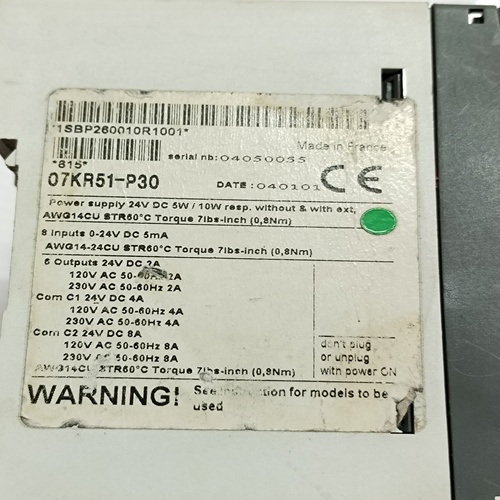 *1SBP260010R1001*
Made in France
*815*
serial nb: 04050055
07KR51-P30
DATE: 040101
CE
Power supply 24V DC 5W / 10W resp. without & with ext,
AWG14CU STR60°C Torque 7lbs-inch (0,8Nm)
8 Inputs 0-24V DC 5mA
AWG14-24CU STR60°C Torque 7lbs-inch (0,8Nm)
6 Outputs 24V DC 2A
120V AC 50-60Hz 2A
230V AC 50-60Hz 2A
Com C1 24V DC 4A
120V AC 50-60Hz 4A
230V AC 50-60Hz 4A
Com C2 24V DC 8A
120V AC 50-60Hz 8A
230V AC 50-60Hz 8A
AWG14CU STR60°C Torque 7lbs-inch (0,8Nm)
don't plug
or unplug
with power ON
WARNING! See instruction for models to be
used